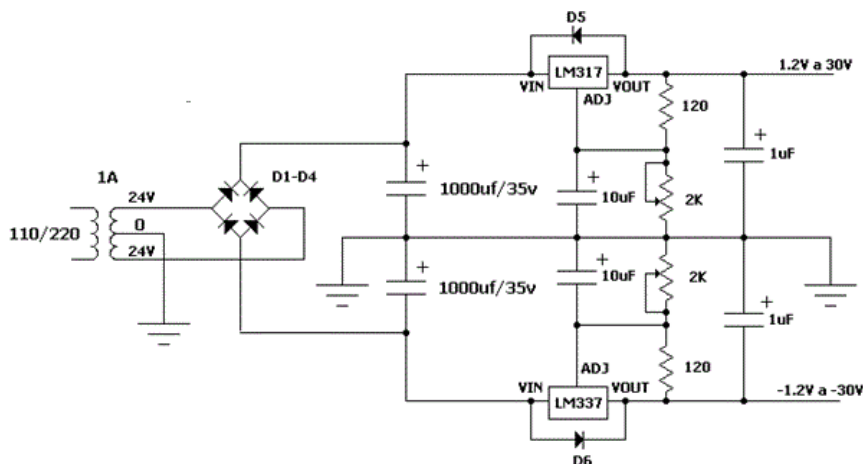 D5
LM317
VIN
VOUT
1.2V a 30V
ADJ
120
+
1uF
1A
24V
D1-D4
+
1000uf/35v
+
10uF
2K
110/220
0
24V
+
1000uf/35v
+
10uF
2K
+
1uF
ADJ
120
VIN
VOUT
-1.2V a -30V
LM337
D6